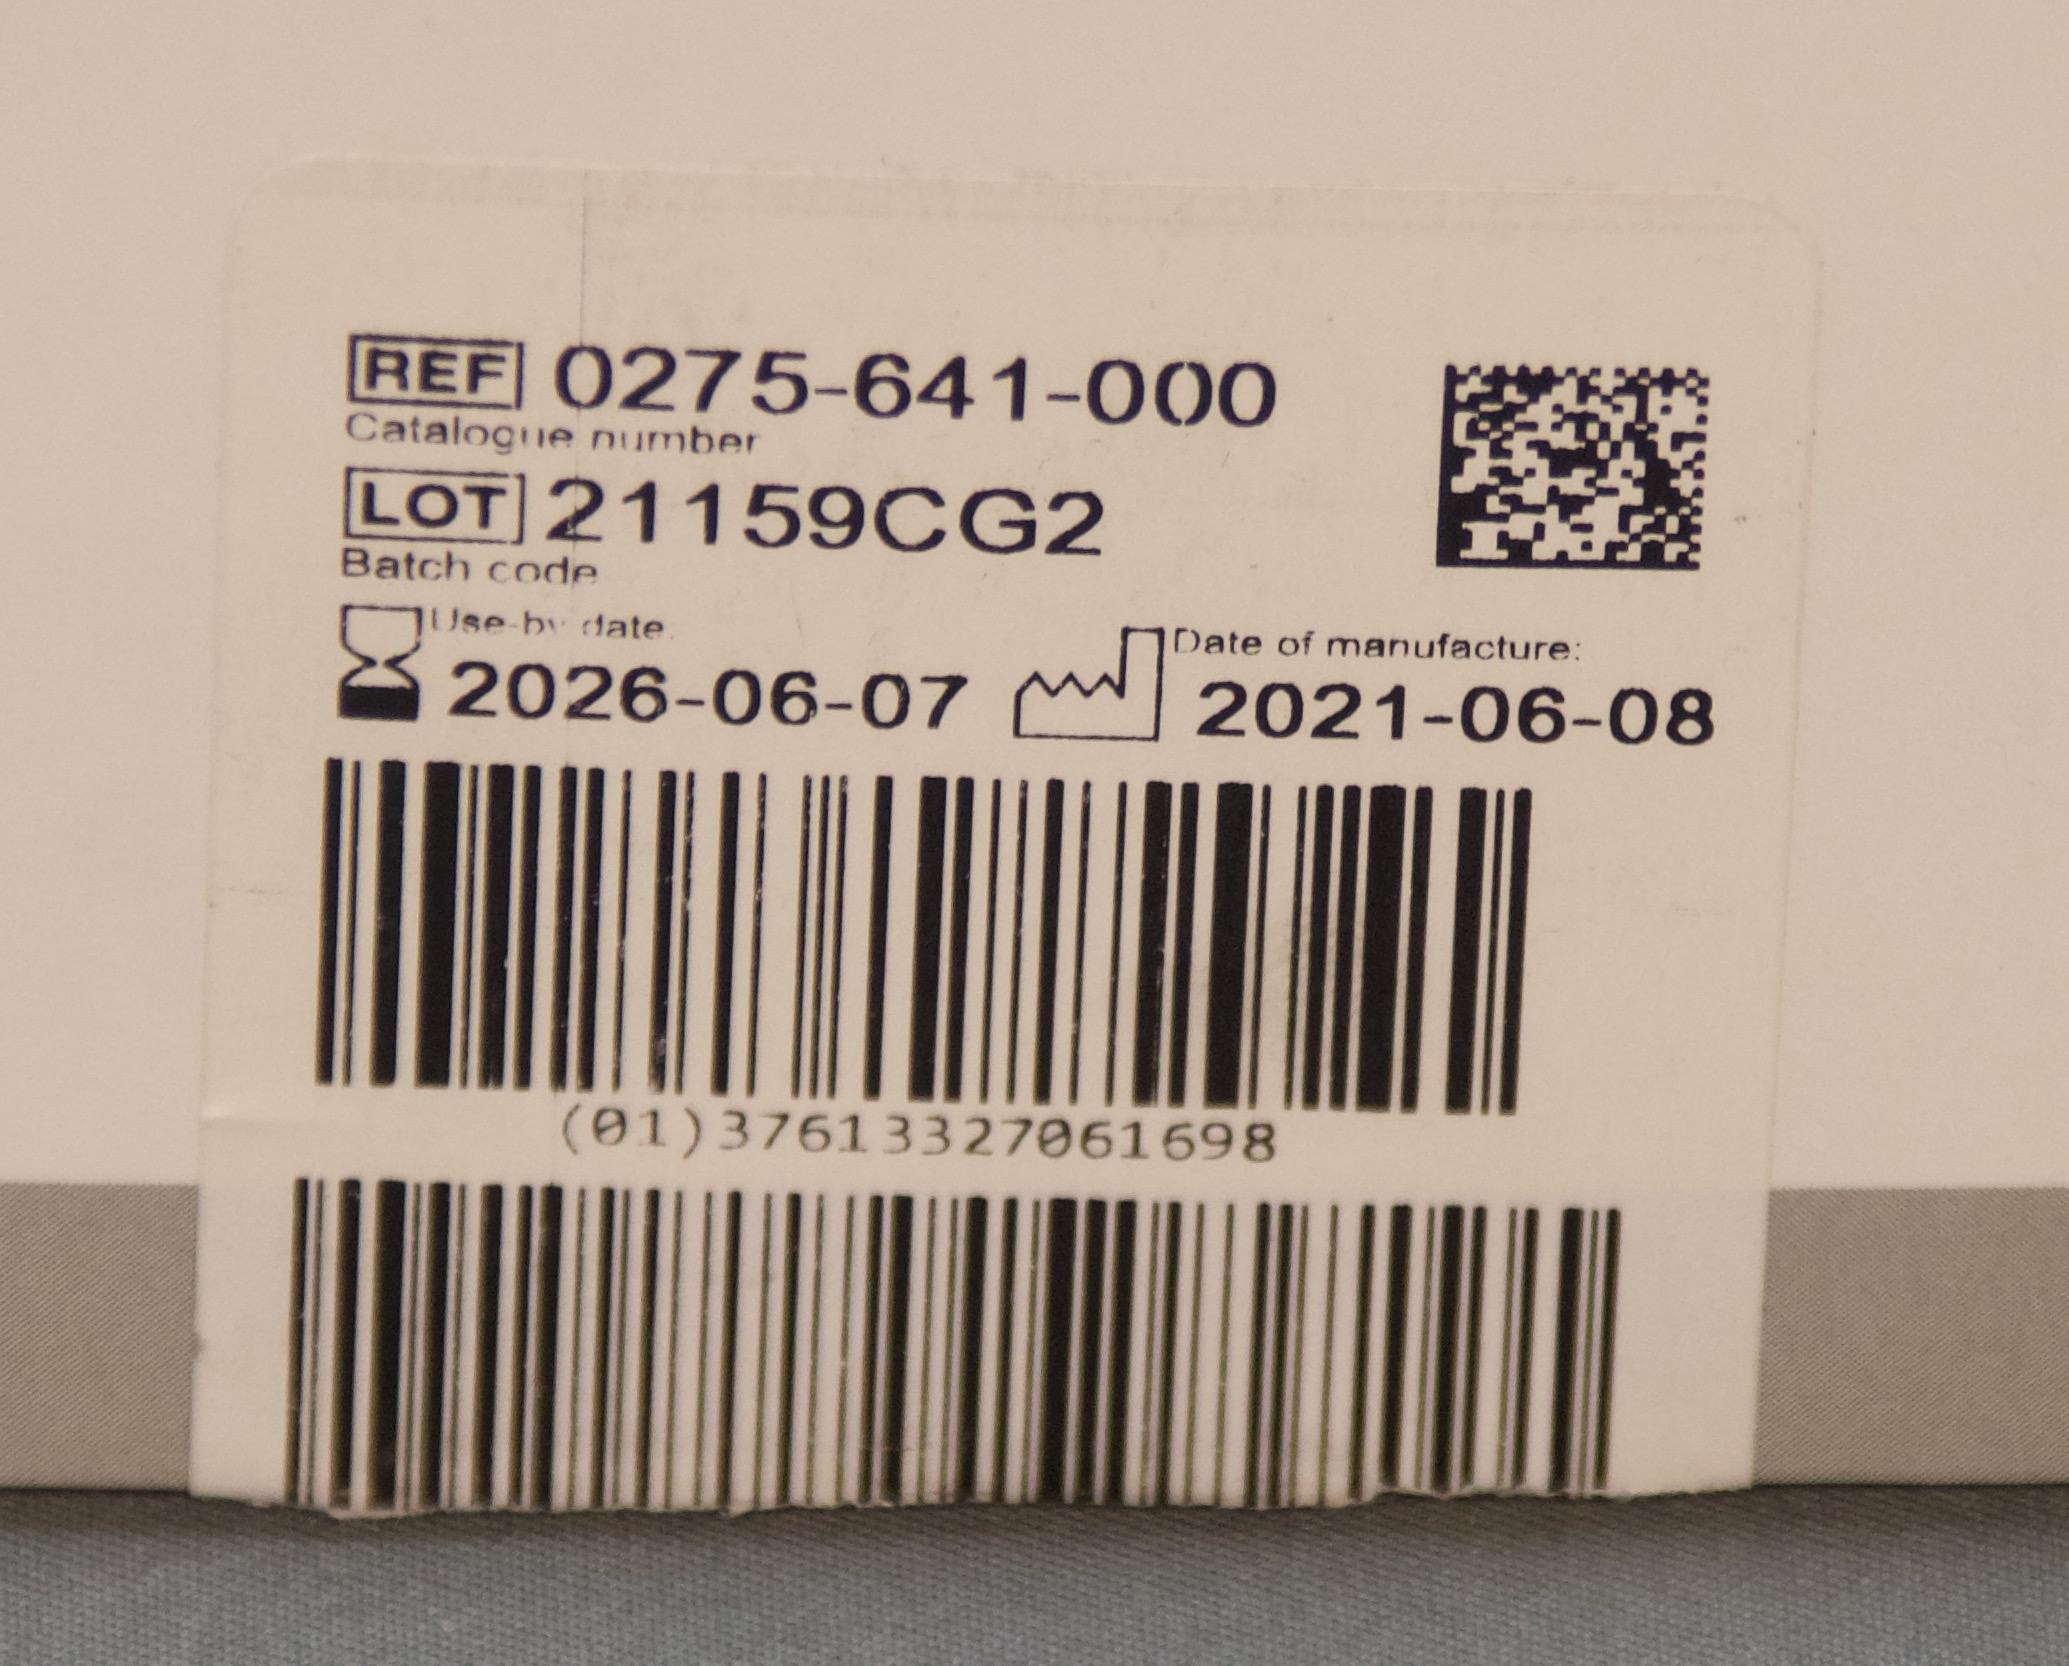 REF 0275-641-000
Catalogue number
LOT 21159CG2
Batch code
Use-by date:
2026-06-07
Date of manufacture:
2021-06-08
(01)37613327061698